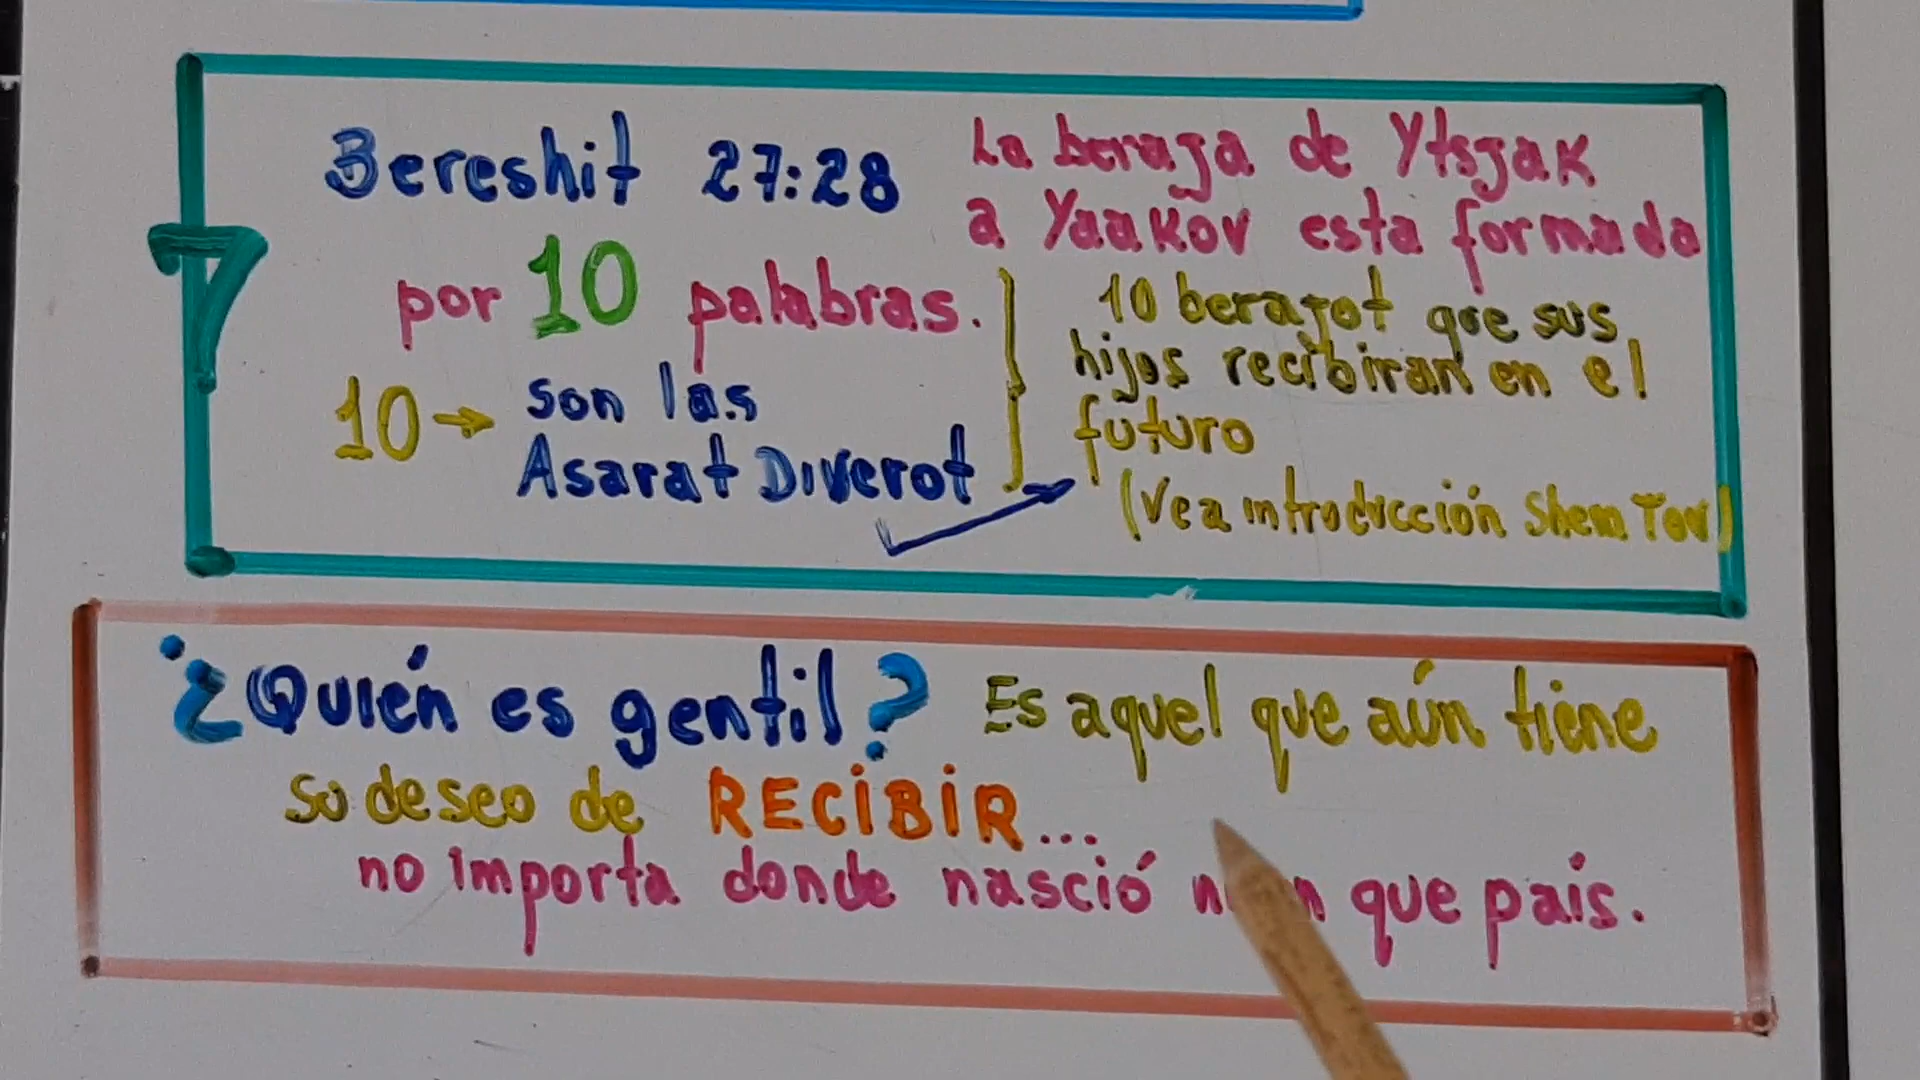 7
Bereshit 27:28
La beraja de Ytsjak
a Yaakov esta formada
por 10 palabras.
10 → son las
Asarat Diverot
10 berajot que sus
hijos recibiran en el
futuro
(Vea introducción Shem Tov)
¿Quién es gentil? Es aquel que aún tiene
su deseo de RECIBIR...
no importa donde nasció que país.